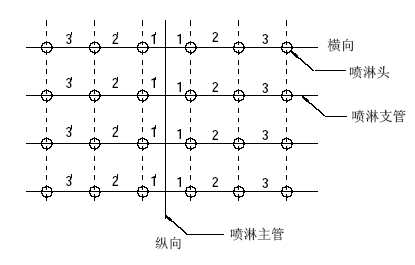 3' 2' 1' 1 2 3 横向
喷淋头
3' 2' 1' 1 2 3
喷淋支管
3' 2' 1' 1 2 3
3' 2' 1' 1 2 3
喷淋主管
纵向